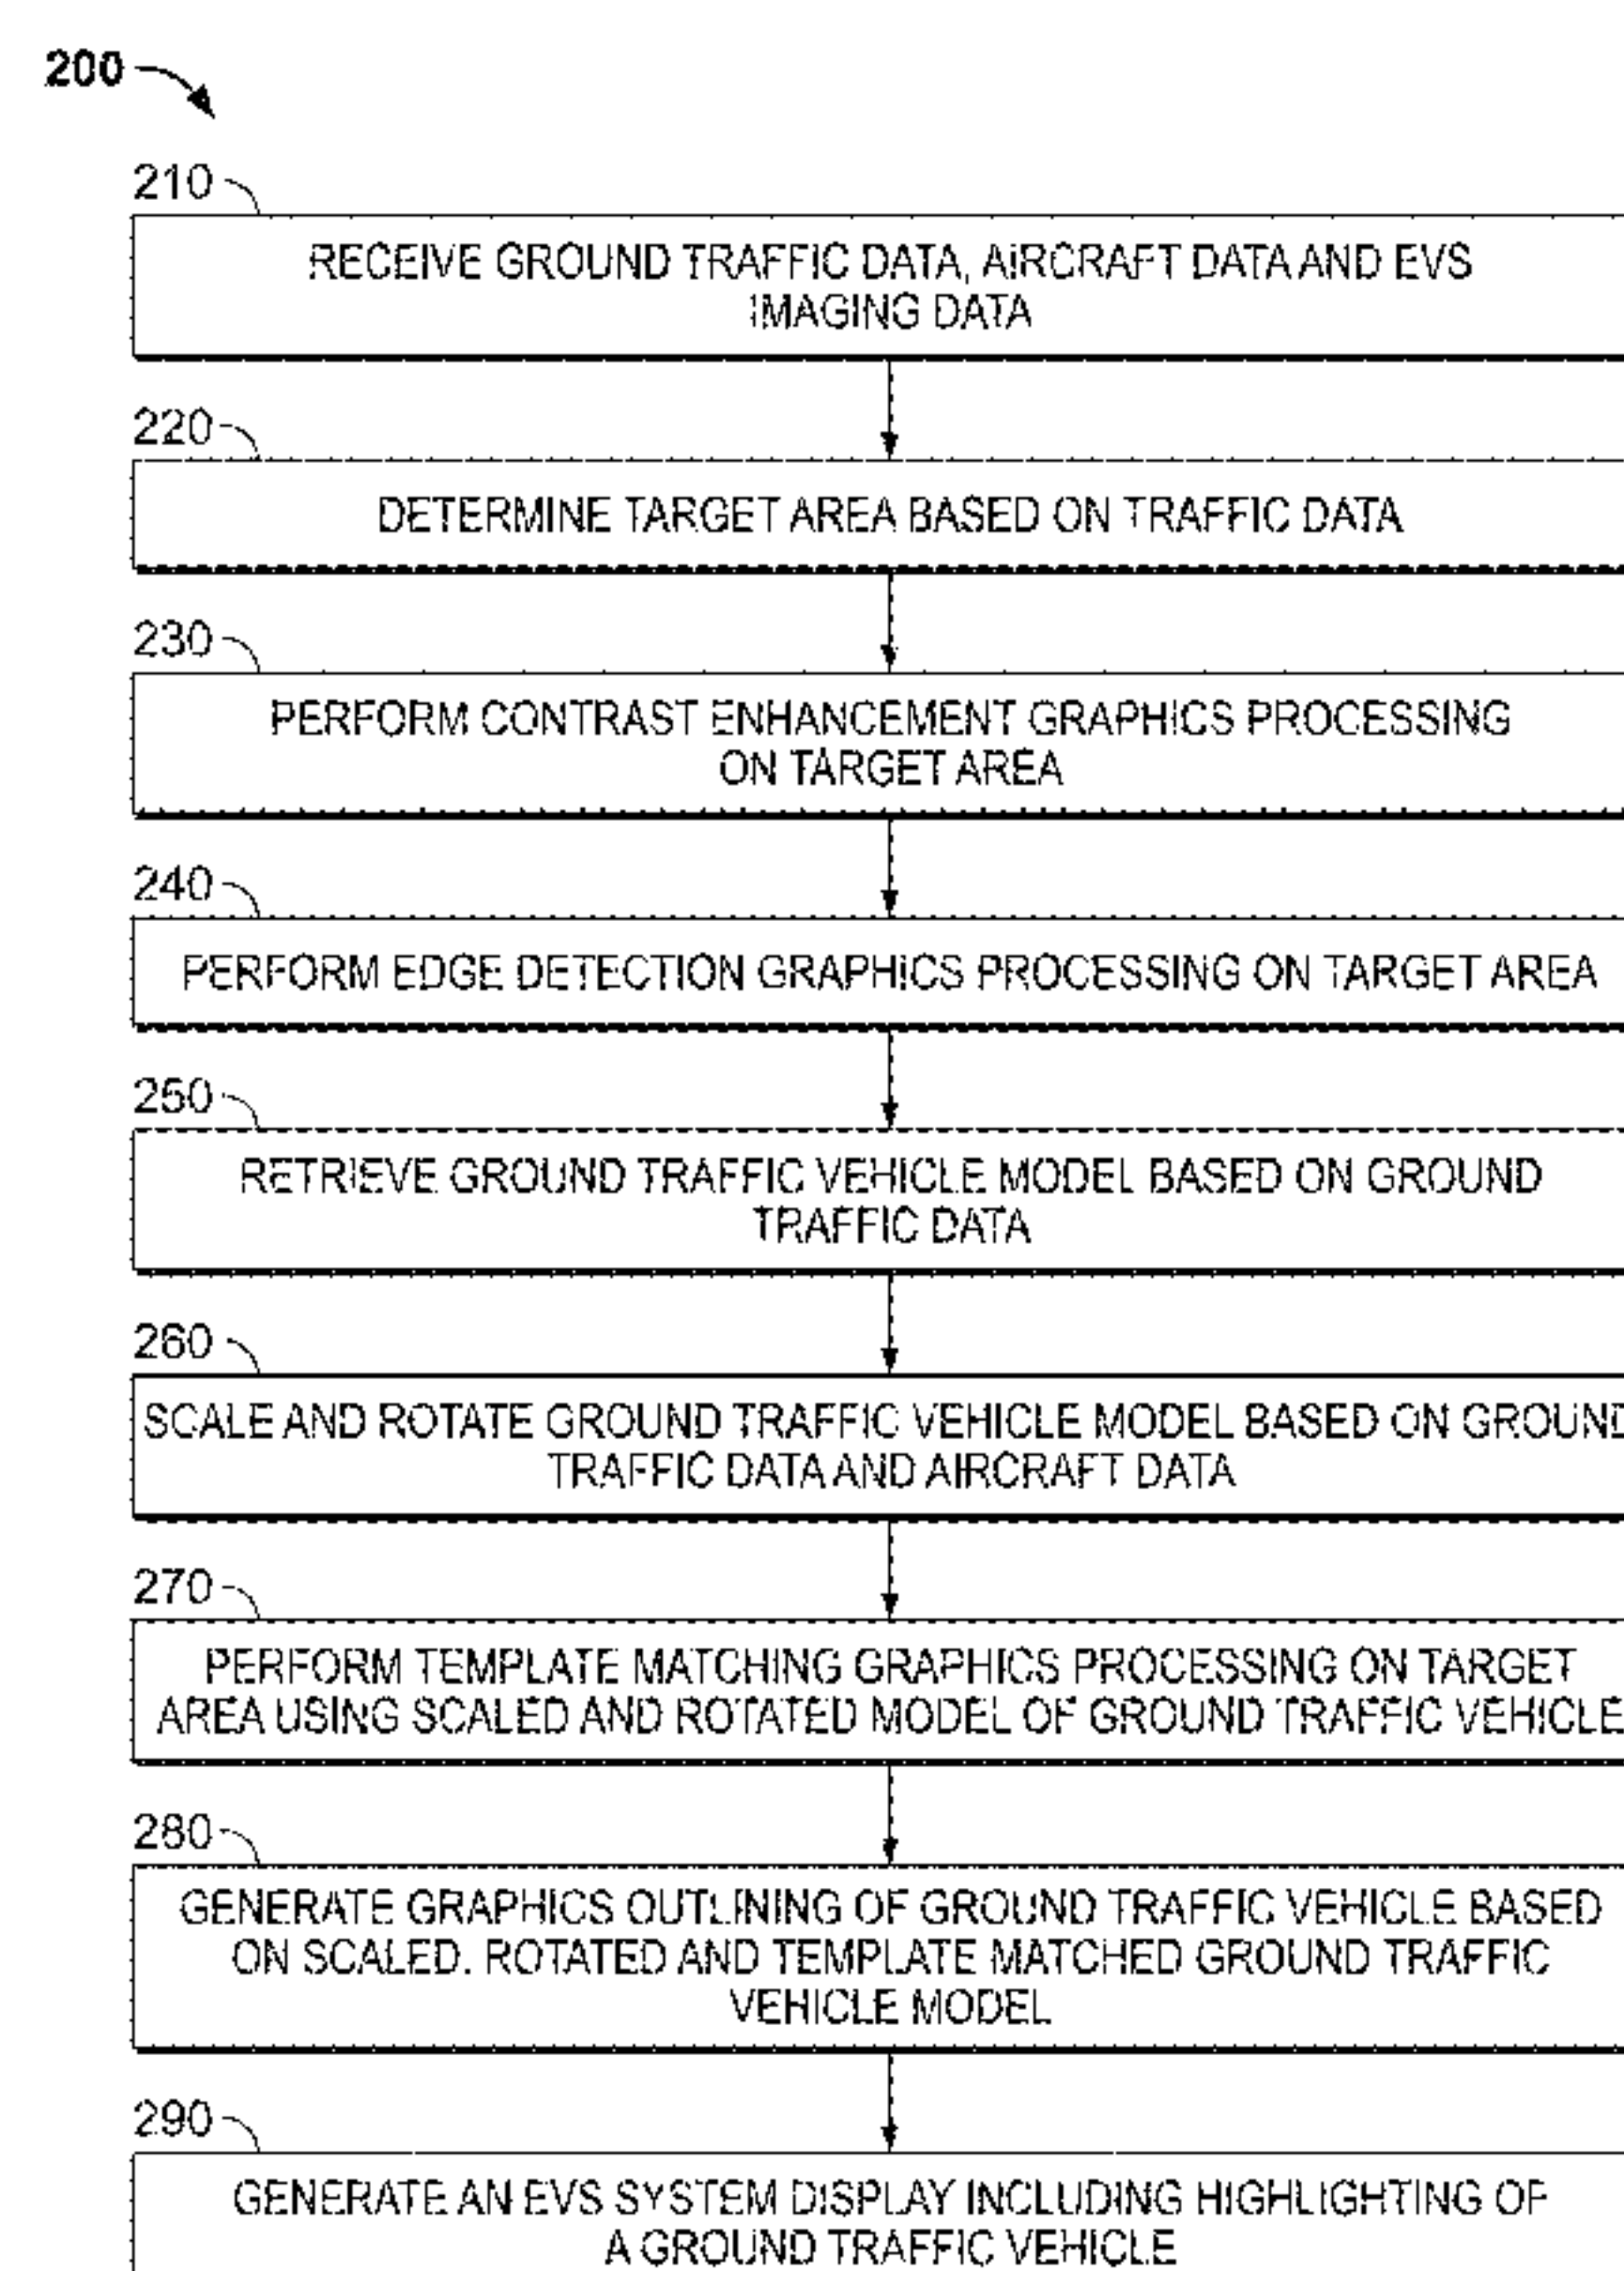 200
210
RECEIVE GROUND TRAFFIC DATA, AIRCRAFT DATA AND EVS
IMAGING DATA
220
DETERMINE TARGET AREA BASED ON TRAFFIC DATA
230
PERFORM CONTRAST ENHANCEMENT GRAPHICS PROCESSING
ON TARGET AREA
240
PERFORM EDGE DETECTION GRAPHICS PROCESSING ON TARGET AREA
250
RETRIEVE GROUND TRAFFIC VEHICLE MODEL BASED ON GROUND
TRAFFIC DATA
260
SCALE AND ROTATE GROUND TRAFFIC VEHICLE MODEL BASED ON GROUND
TRAFFIC DATA AND AIRCRAFT DATA
270
PERFORM TEMPLATE MATCHING GRAPHICS PROCESSING ON TARGET
AREA USING SCALED AND ROTATED MODEL OF GROUND TRAFFIC VEHICLE
280
GENERATE GRAPHICS OUTLINING OF GROUND TRAFFIC VEHICLE BASED
ON SCALED, ROTATED AND TEMPLATE MATCHED GROUND TRAFFIC
VEHICLE MODEL
290
GENERATE AN EVS SYSTEM DISPLAY INCLUDING HIGHLIGHTING OF
A GROUND TRAFFIC VEHICLE